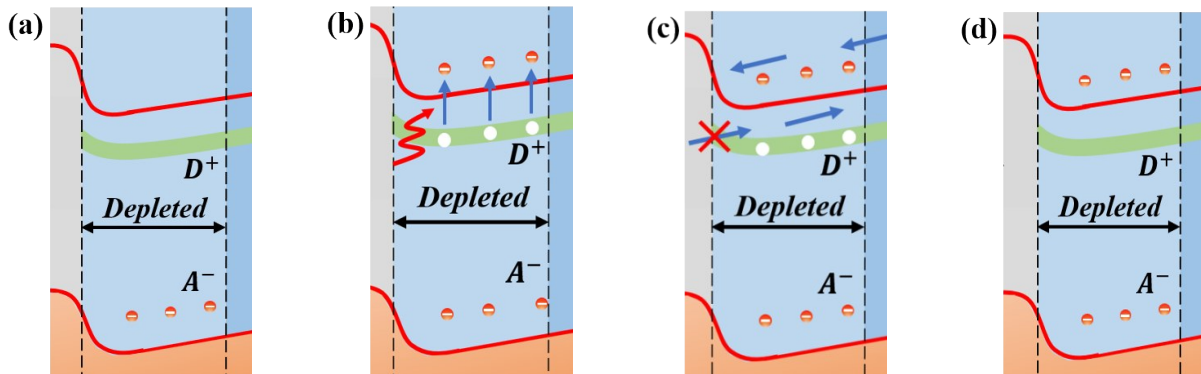 (a)
D⁺
Depleted
A⁻
(b)
D⁺
Depleted
A⁻
(c)
D⁺
Depleted
A⁻
(d)
D⁺
Depleted
A⁻